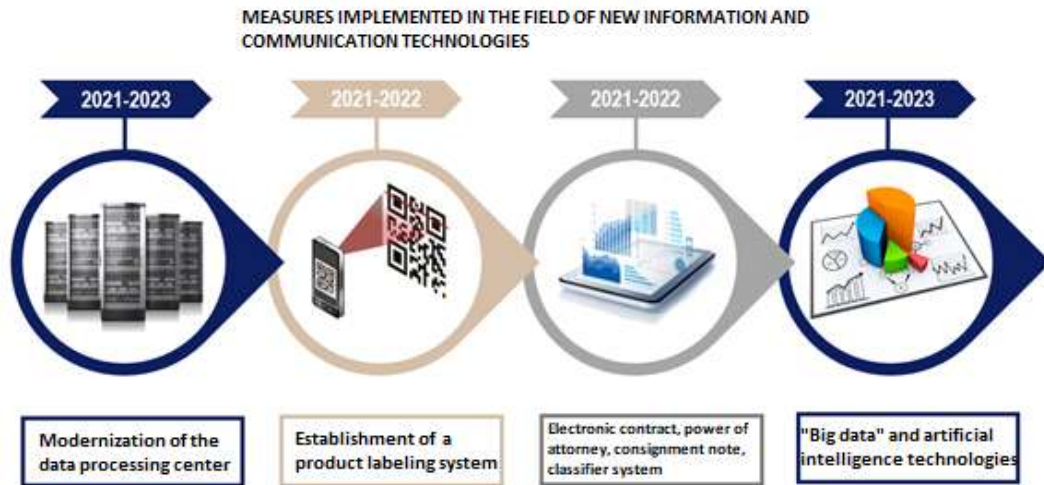 MEASURES IMPLEMENTED IN THE FIELD OF NEW INFORMATION AND
COMMUNICATION TECHNOLOGIES
2021-2023
2021-2022
2021-2022
2021-2023
Modernization of the
data processing center
Establishment of a
product labeling system
Electronic contract, power of
attorney, consignment note,
classifier system
"Big data" and artificial
intelligence technologies